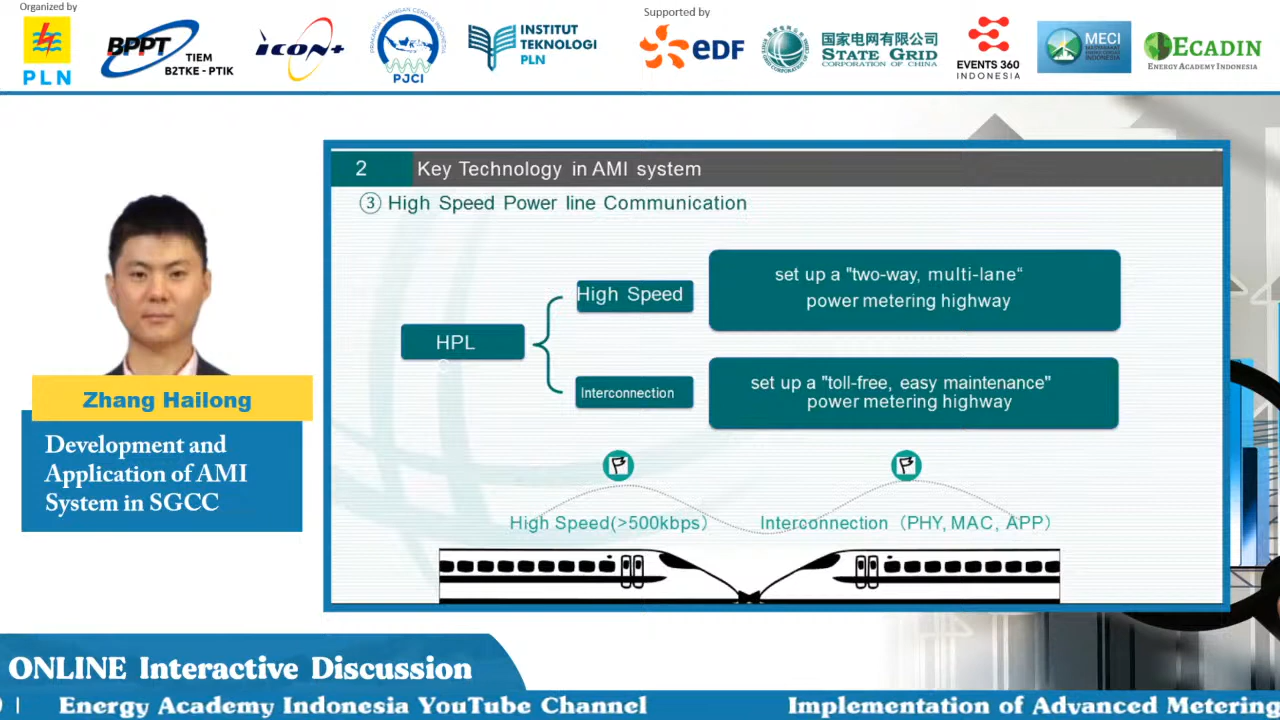 Organized by
Supported by
PLN
BPPT
TIEM
B2TKE - PTIK
icon+
PJCI
INSTITUT
TEKNOLOGI
PLN
eDF
国家电网有限公司
STATE GRID
CORPORATION OF CHINA
EVENTS 360
INDONESIA
MECI
ECADIN
ENERGY ACADEMY INDONESIA
2
Key Technology in AMI system
③ High Speed Power line Communication
High Speed
set up a "two-way, multi-lane“
power metering highway
HPL
C
Interconnection
set up a "toll-free, easy maintenance"
power metering highway
High Speed(>500kbps）
Interconnection（PHY, MAC, APP）
Zhang Hailong
Development and
Application of AMI
System in SGCC
ONLINE Interactive Discussion
| Energy Academy Indonesia YouTube Channel
Implementation of Advanced Metering